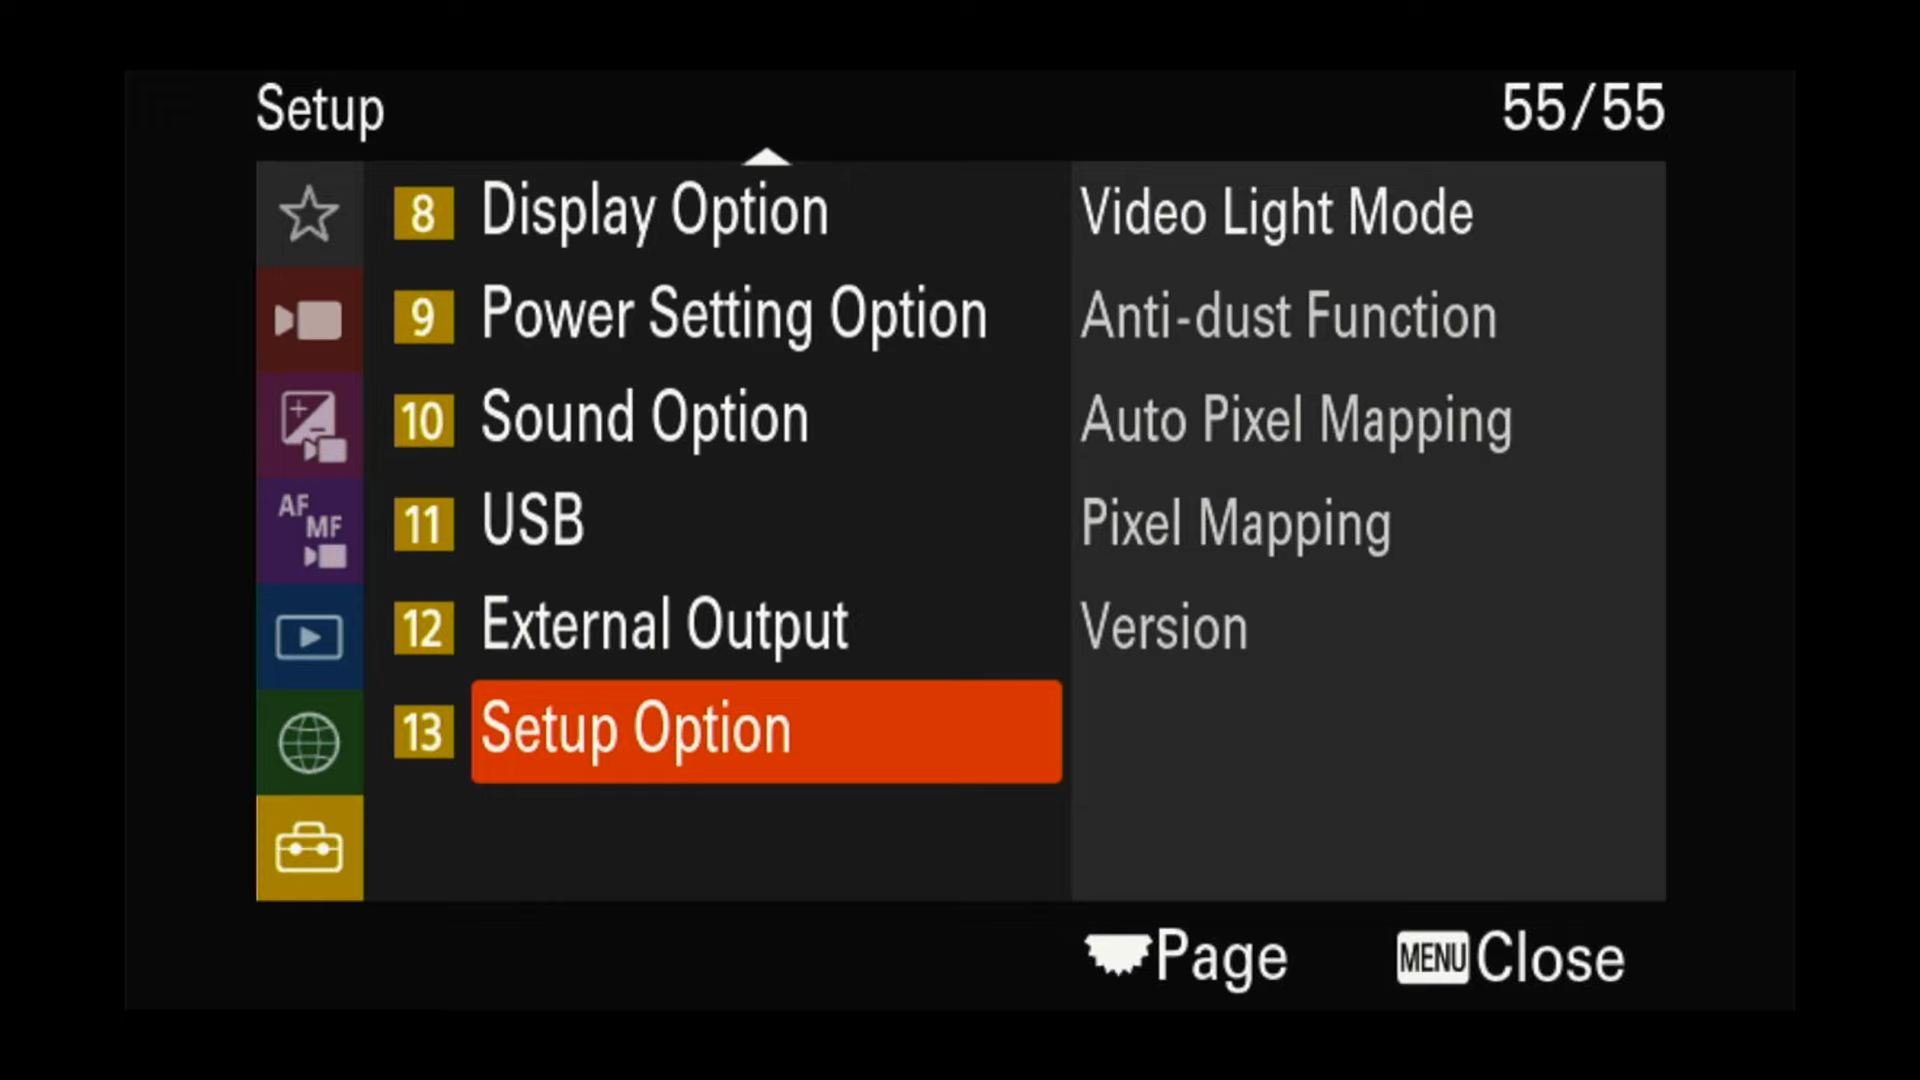 Setup 55/55
8 Display Option Video Light Mode
9 Power Setting Option Anti-dust Function
10 Sound Option Auto Pixel Mapping
AF MF 11 USB Pixel Mapping
12 External Output Version
13 Setup Option
Page MENU Close